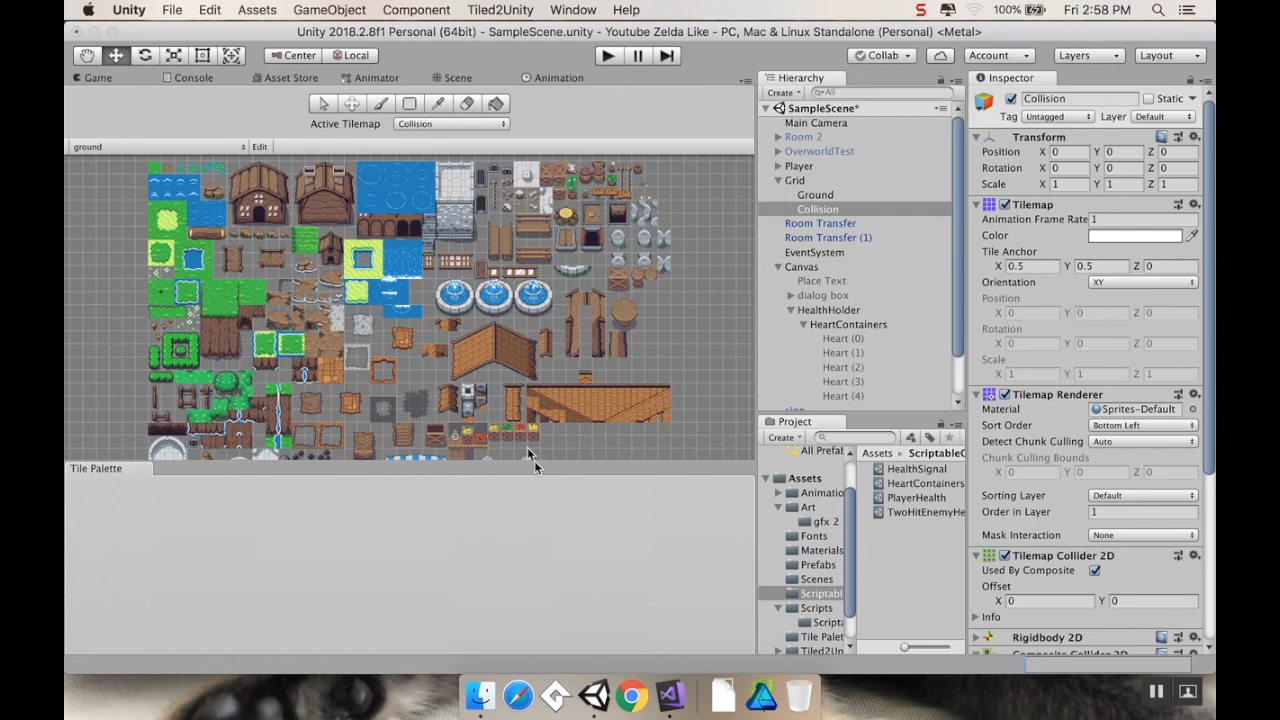 Unity File Edit Assets GameObject Component Tiled2Unity Window Help 100% Fri 2:58 PM
Unity 2018.2.8f1 Personal (64bit) - SampleScene.unity - Youtube Zelda Like - PC, Mac & Linux Standalone (Personal) <Metal>
Center Local Collab Account Layers Layout
Game Console Asset Store Animator Scene Animation
Active Tilemap Collision
ground Edit
Tile Palette
Hierarchy
Create All
SampleScene*
Main Camera
Room 2
OverworldTest
Player
Grid
Ground
Collision
Room Transfer
Room Transfer (1)
EventSystem
Canvas
Place Text
dialog box
HealthHolder
HeartContainers
Heart (0)
Heart (1)
Heart (2)
Heart (3)
Heart (4)
Project
Create
All Prefab
Assets
Animatio
Art
gfx 2
Fonts
Materials
Prefabs
Scenes
Scriptabl
Scripts
Scripta
Tile Palet
Tiled2Un
Assets ScriptableO
HealthSignal
HeartContainers
PlayerHealth
TwoHitEnemyHe
Inspector
Collision Static
Tag Untagged Layer Default
Transform
Position X 0 Y 0 Z 0
Rotation X 0 Y 0 Z 0
Scale X 1 Y 1 Z 1
Tilemap
Animation Frame Rate 1
Color
Tile Anchor
X 0.5 Y 0.5 Z 0
Orientation XY
Position
X 0 Y 0 Z 0
Rotation
X 0 Y 0 Z 0
Scale
X 1 Y 1 Z 1
Tilemap Renderer
Material Sprites-Default
Sort Order Bottom Left
Detect Chunk Culling Auto
Chunk Culling Bounds
X 0 Y 0 Z 0
Sorting Layer Default
Order in Layer 1
Mask Interaction None
Tilemap Collider 2D
Used By Composite
Offset
X 0 Y 0
Info
Rigidbody 2D
Composite Collider 2D